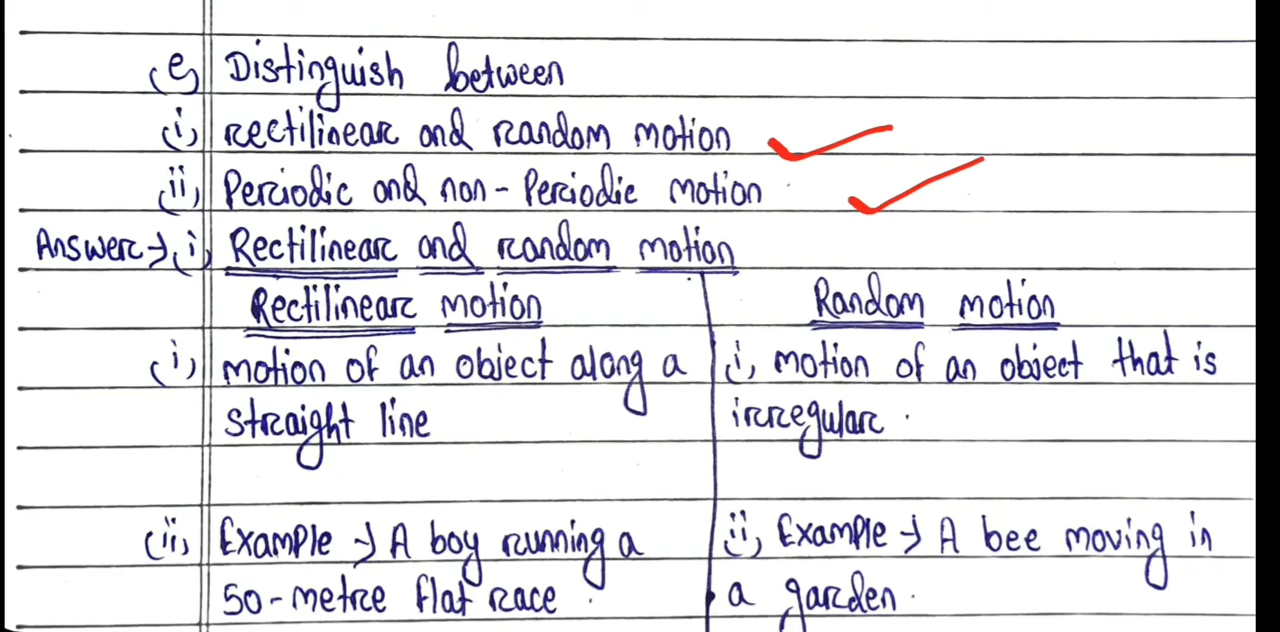 (e) Distinguish between
(i) rectilinear and random motion
(ii) Periodic and non-Periodic motion
Answer → (i) Rectilinear and random motion
Rectilinear motion
(i) motion of an object along a
straight line
(ii) Example → A boy running a
50-metre flat race.
Random motion
(i) motion of an object that is
irregular.
(ii) Example → A bee moving in
a garden.